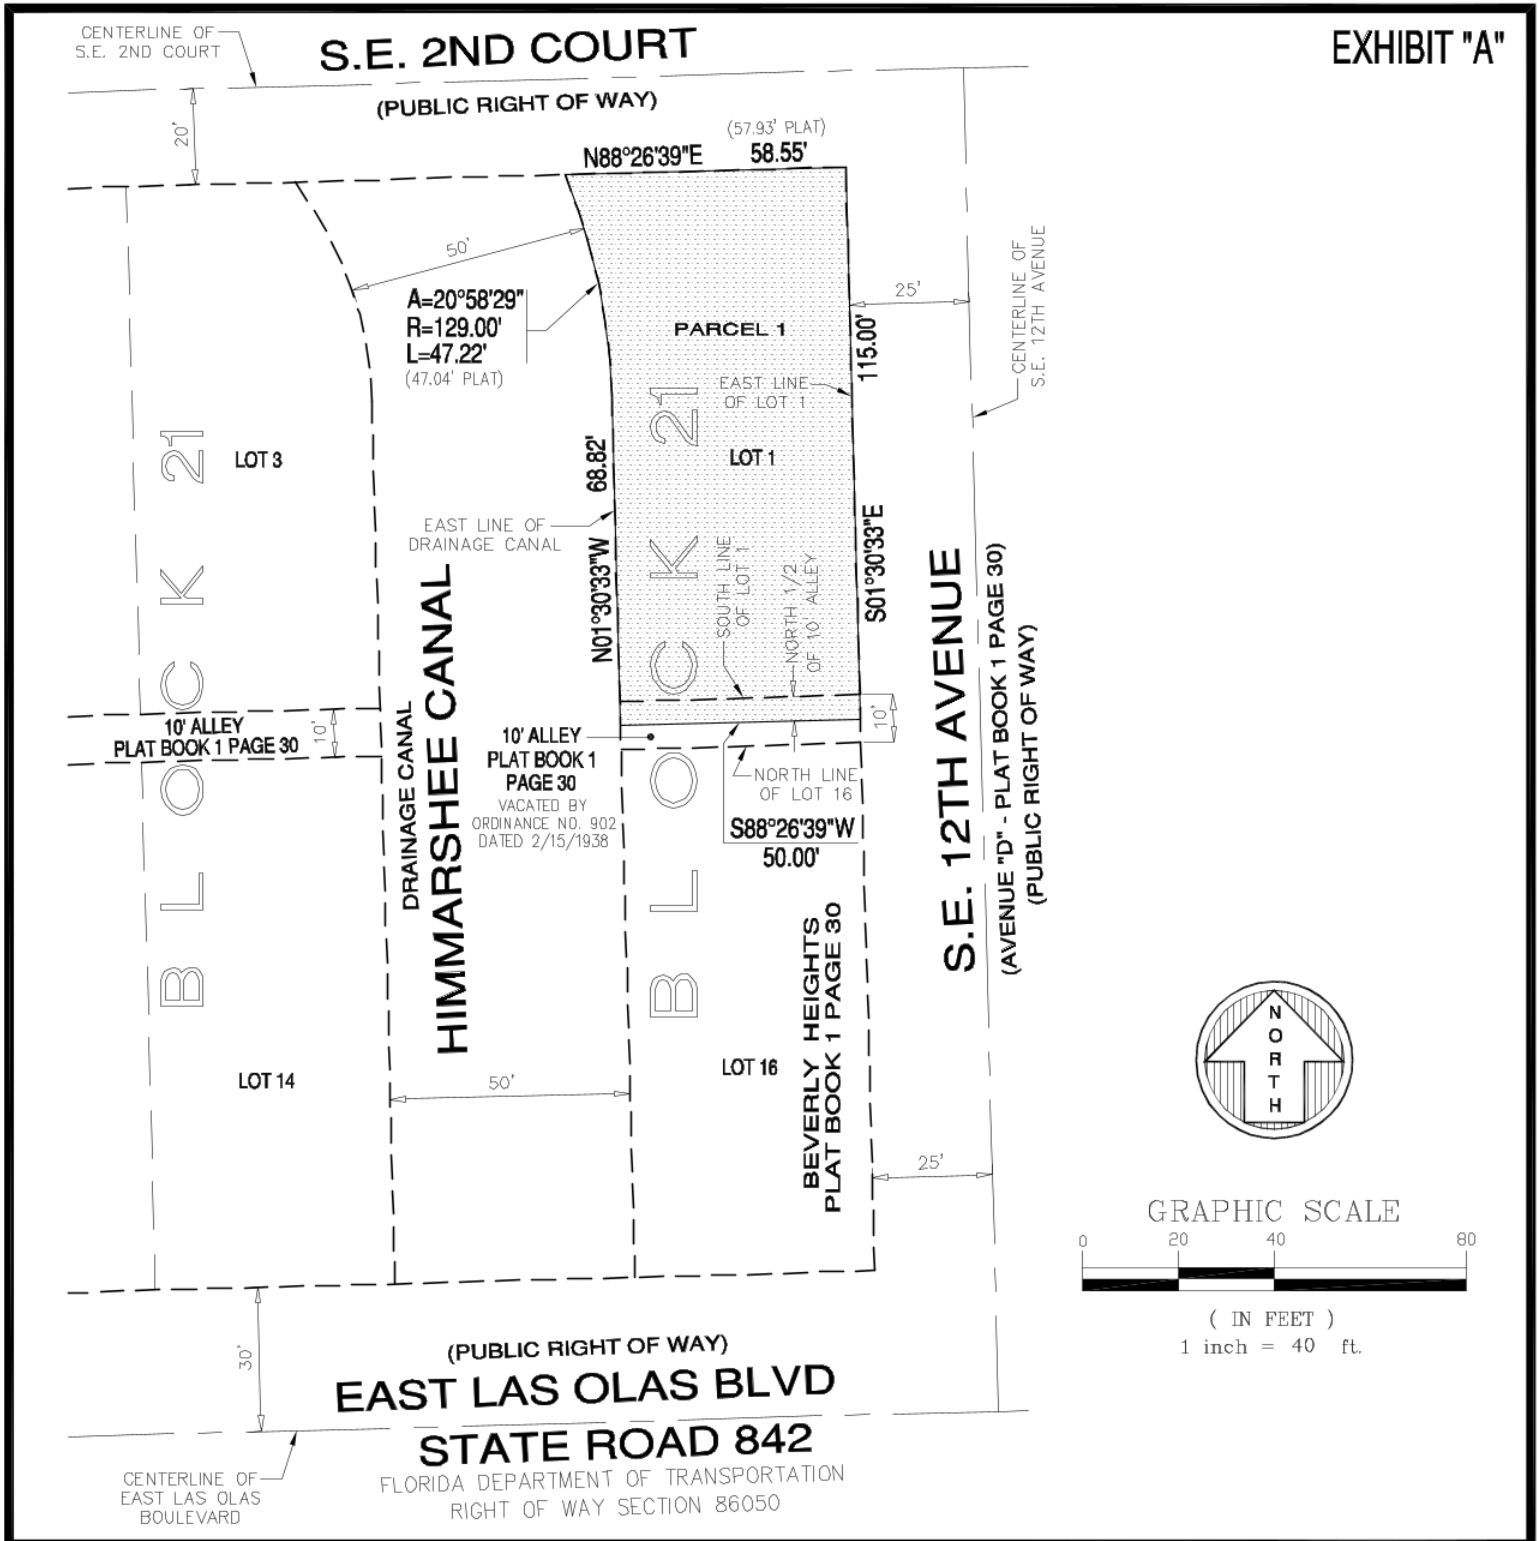 EXHIBIT "A"
CENTERLINE OF
S.E. 2ND COURT
S.E. 2ND COURT
(PUBLIC RIGHT OF WAY)
20'
(57.93' PLAT)
N88°26'39"E 58.55'
50'
25'
CENTERLINE OF
S.E. 12TH AVENUE
A=20°58'29"
R=129.00'
L=47.22'
(47.04' PLAT)
PARCEL 1
115.00'
EAST LINE
OF LOT 1
LOT 3
LOT 1
BLOCK 21
BLOCK 21
68.82'
N01°30'33"W
EAST LINE OF
DRAINAGE CANAL
SOUTH LINE
OF LOT 1
NORTH 1/2
OF 10' ALLEY
S01°30'33"E
S.E. 12TH AVENUE
(AVENUE "D" - PLAT BOOK 1 PAGE 30)
(PUBLIC RIGHT OF WAY)
10' ALLEY
PLAT BOOK 1 PAGE 30
10'
DRAINAGE CANAL
HIMMARSHEE CANAL
10' ALLEY
PLAT BOOK 1
PAGE 30
VACATED BY
ORDINANCE NO. 902
DATED 2/15/1938
10'
NORTH LINE
OF LOT 16
S88°26'39"W
50.00'
BEVERLY HEIGHTS
PLAT BOOK 1 PAGE 30
LOT 14
50'
LOT 16
25'
NORTH
GRAPHIC SCALE
0 20 40 80
( IN FEET )
1 inch = 40 ft.
30'
(PUBLIC RIGHT OF WAY)
EAST LAS OLAS BLVD
STATE ROAD 842
FLORIDA DEPARTMENT OF TRANSPORTATION
RIGHT OF WAY SECTION 86050
CENTERLINE OF
EAST LAS OLAS
BOULEVARD